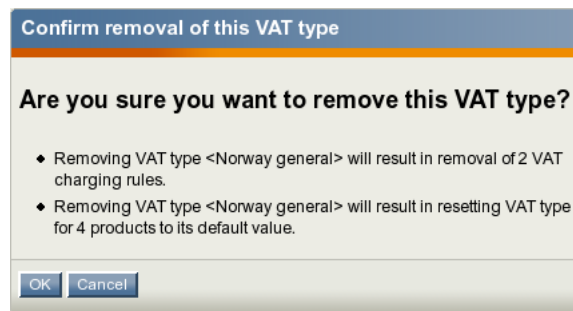 Confirm removal of this VAT type
Are you sure you want to remove this VAT type?
Removing VAT type <Norway general> will result in removal of 2 VAT
charging rules.
Removing VAT type <Norway general> will result in resetting VAT type
for 4 products to its default value.
OK Cancel